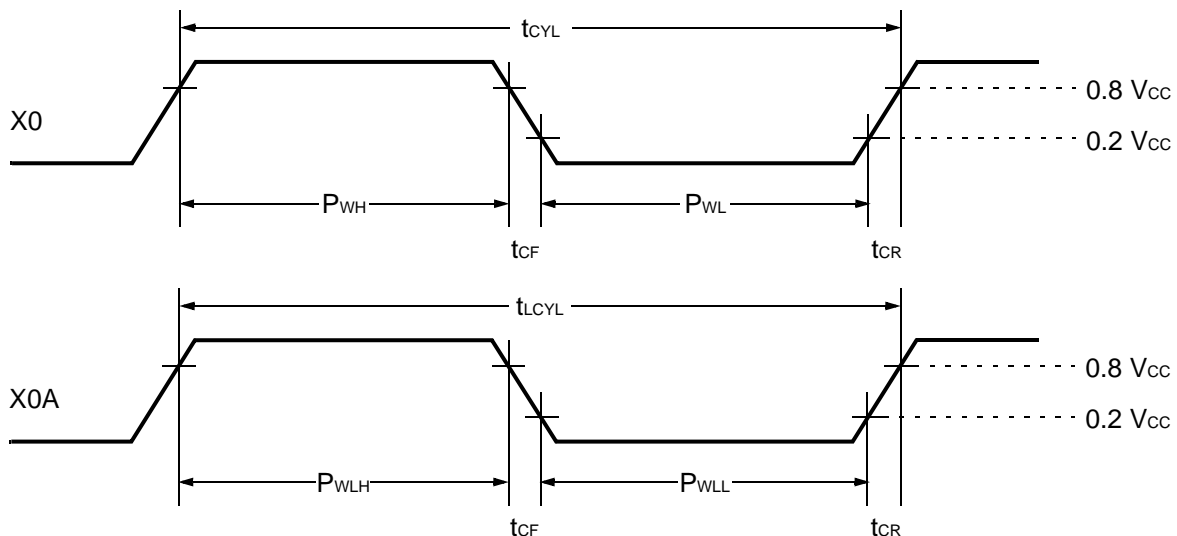 tCYL
0.8 VCC
X0
0.2 VCC
PWH
PWL
tCF
tCR
tLCYL
0.8 VCC
X0A
0.2 VCC
PWLH
PWLL
tCF
tCR